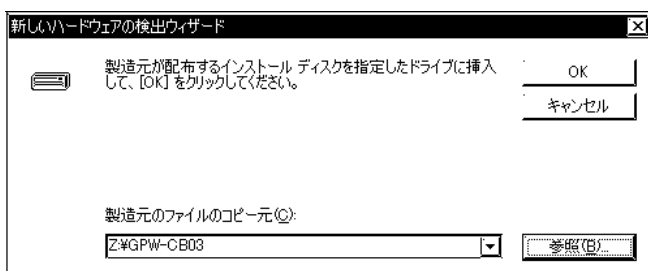 新しいハードウェアの検出ウィザード
製造元が配布するインストール ディスクを指定したドライブに挿入
して、[OK] をクリックしてください。
OK
キャンセル
製造元のファイルのコピー元(C):
Z:¥GPW-CB03
参照(B)...